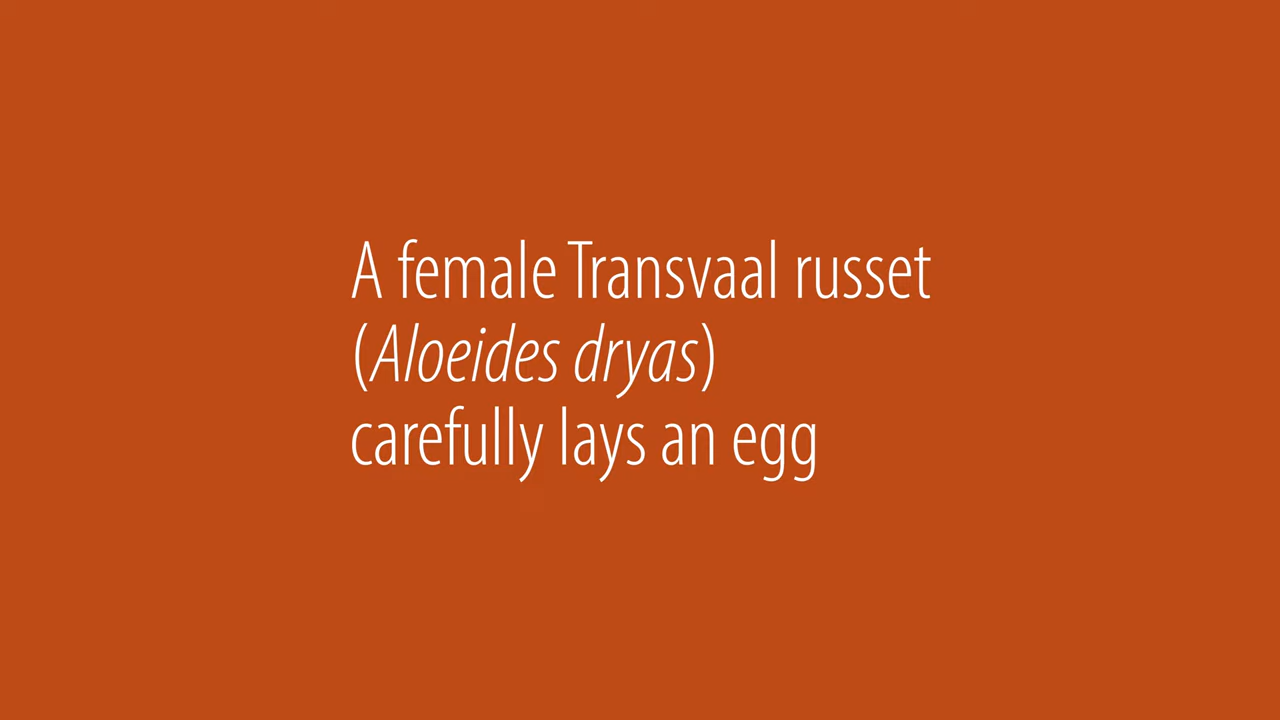 A female Transvaal russet
(Aloeides dryas)
carefully lays an egg